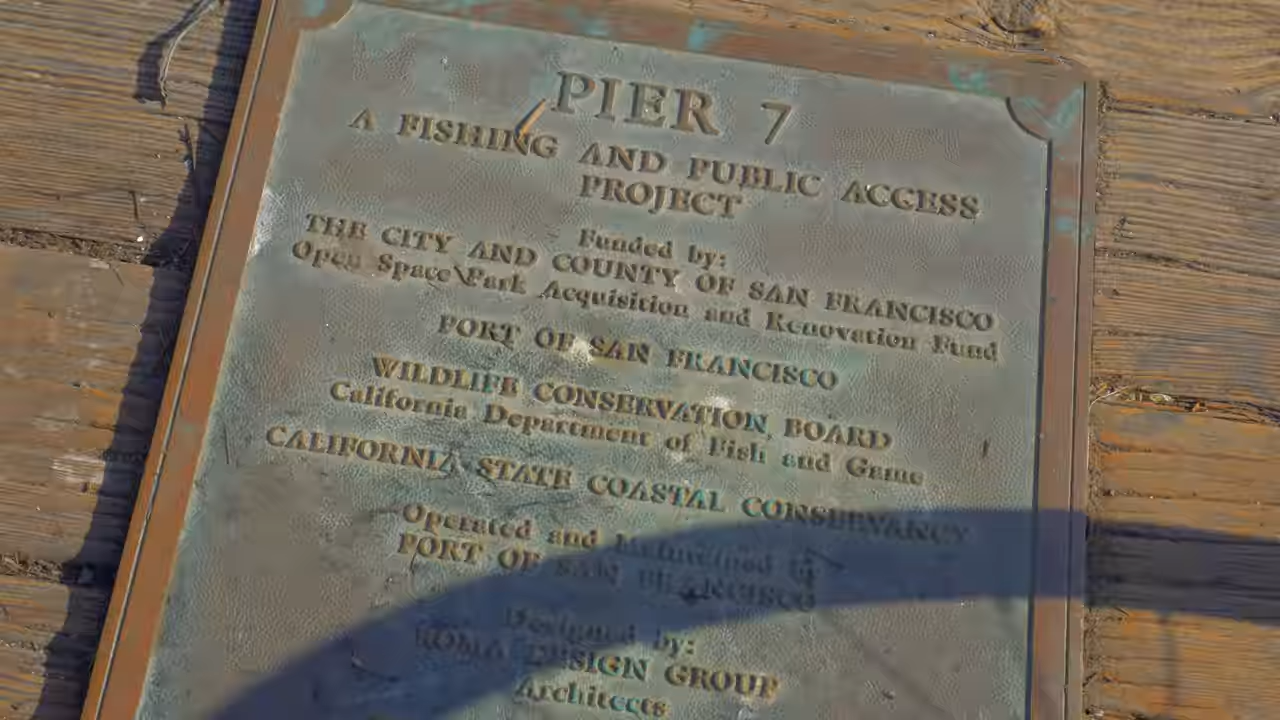 PIER 7
A FISHING AND PUBLIC ACCESS
PROJECT
Funded by:
THE CITY AND COUNTY OF SAN FRANCISCO
Open Space\Park Acquisition and Renovation Fund
PORT OF SAN FRANCISCO
WILDLIFE CONSERVATION BOARD
California Department of Fish and Game
CALIFORNIA STATE COASTAL CONSERVANCY
Operated and Maintained by
PORT OF SAN FRANCISCO
Designed by:
ROMA DESIGN GROUP
Architects